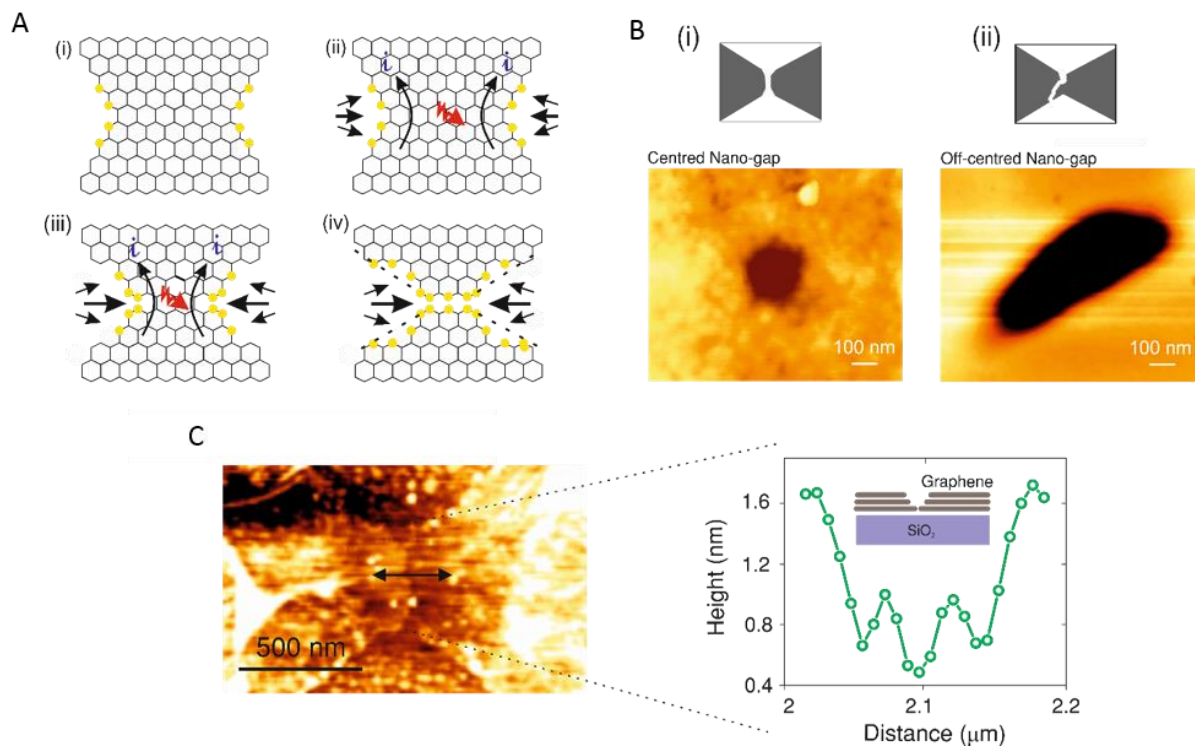 A
(i)
(ii)
i
i
(iii)
i
i
(iv)
B
(i)
(ii)
Centred Nano-gap
Off-centred Nano-gap
100 nm
100 nm
C
500 nm
Height (nm)
1.6
1.2
0.8
0.4
Graphene
SiO₂
2
2.1
2.2
Distance (μm)